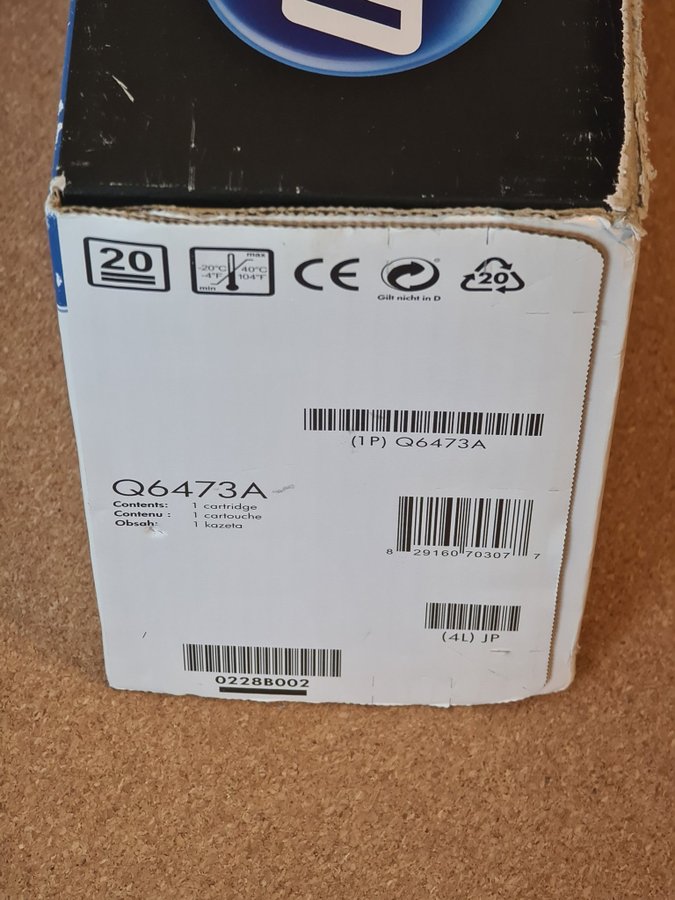 20
max
-20°C 40°C
-4°F 104°F
min
CE
Gilt nicht in D
20
(1P) Q6473A
Q6473A
Contents: 1 cartridge
Contenu : 1 cartouche
Obsah: 1 kazeta
8 29160 70307 7
(4L) JP
0228B002